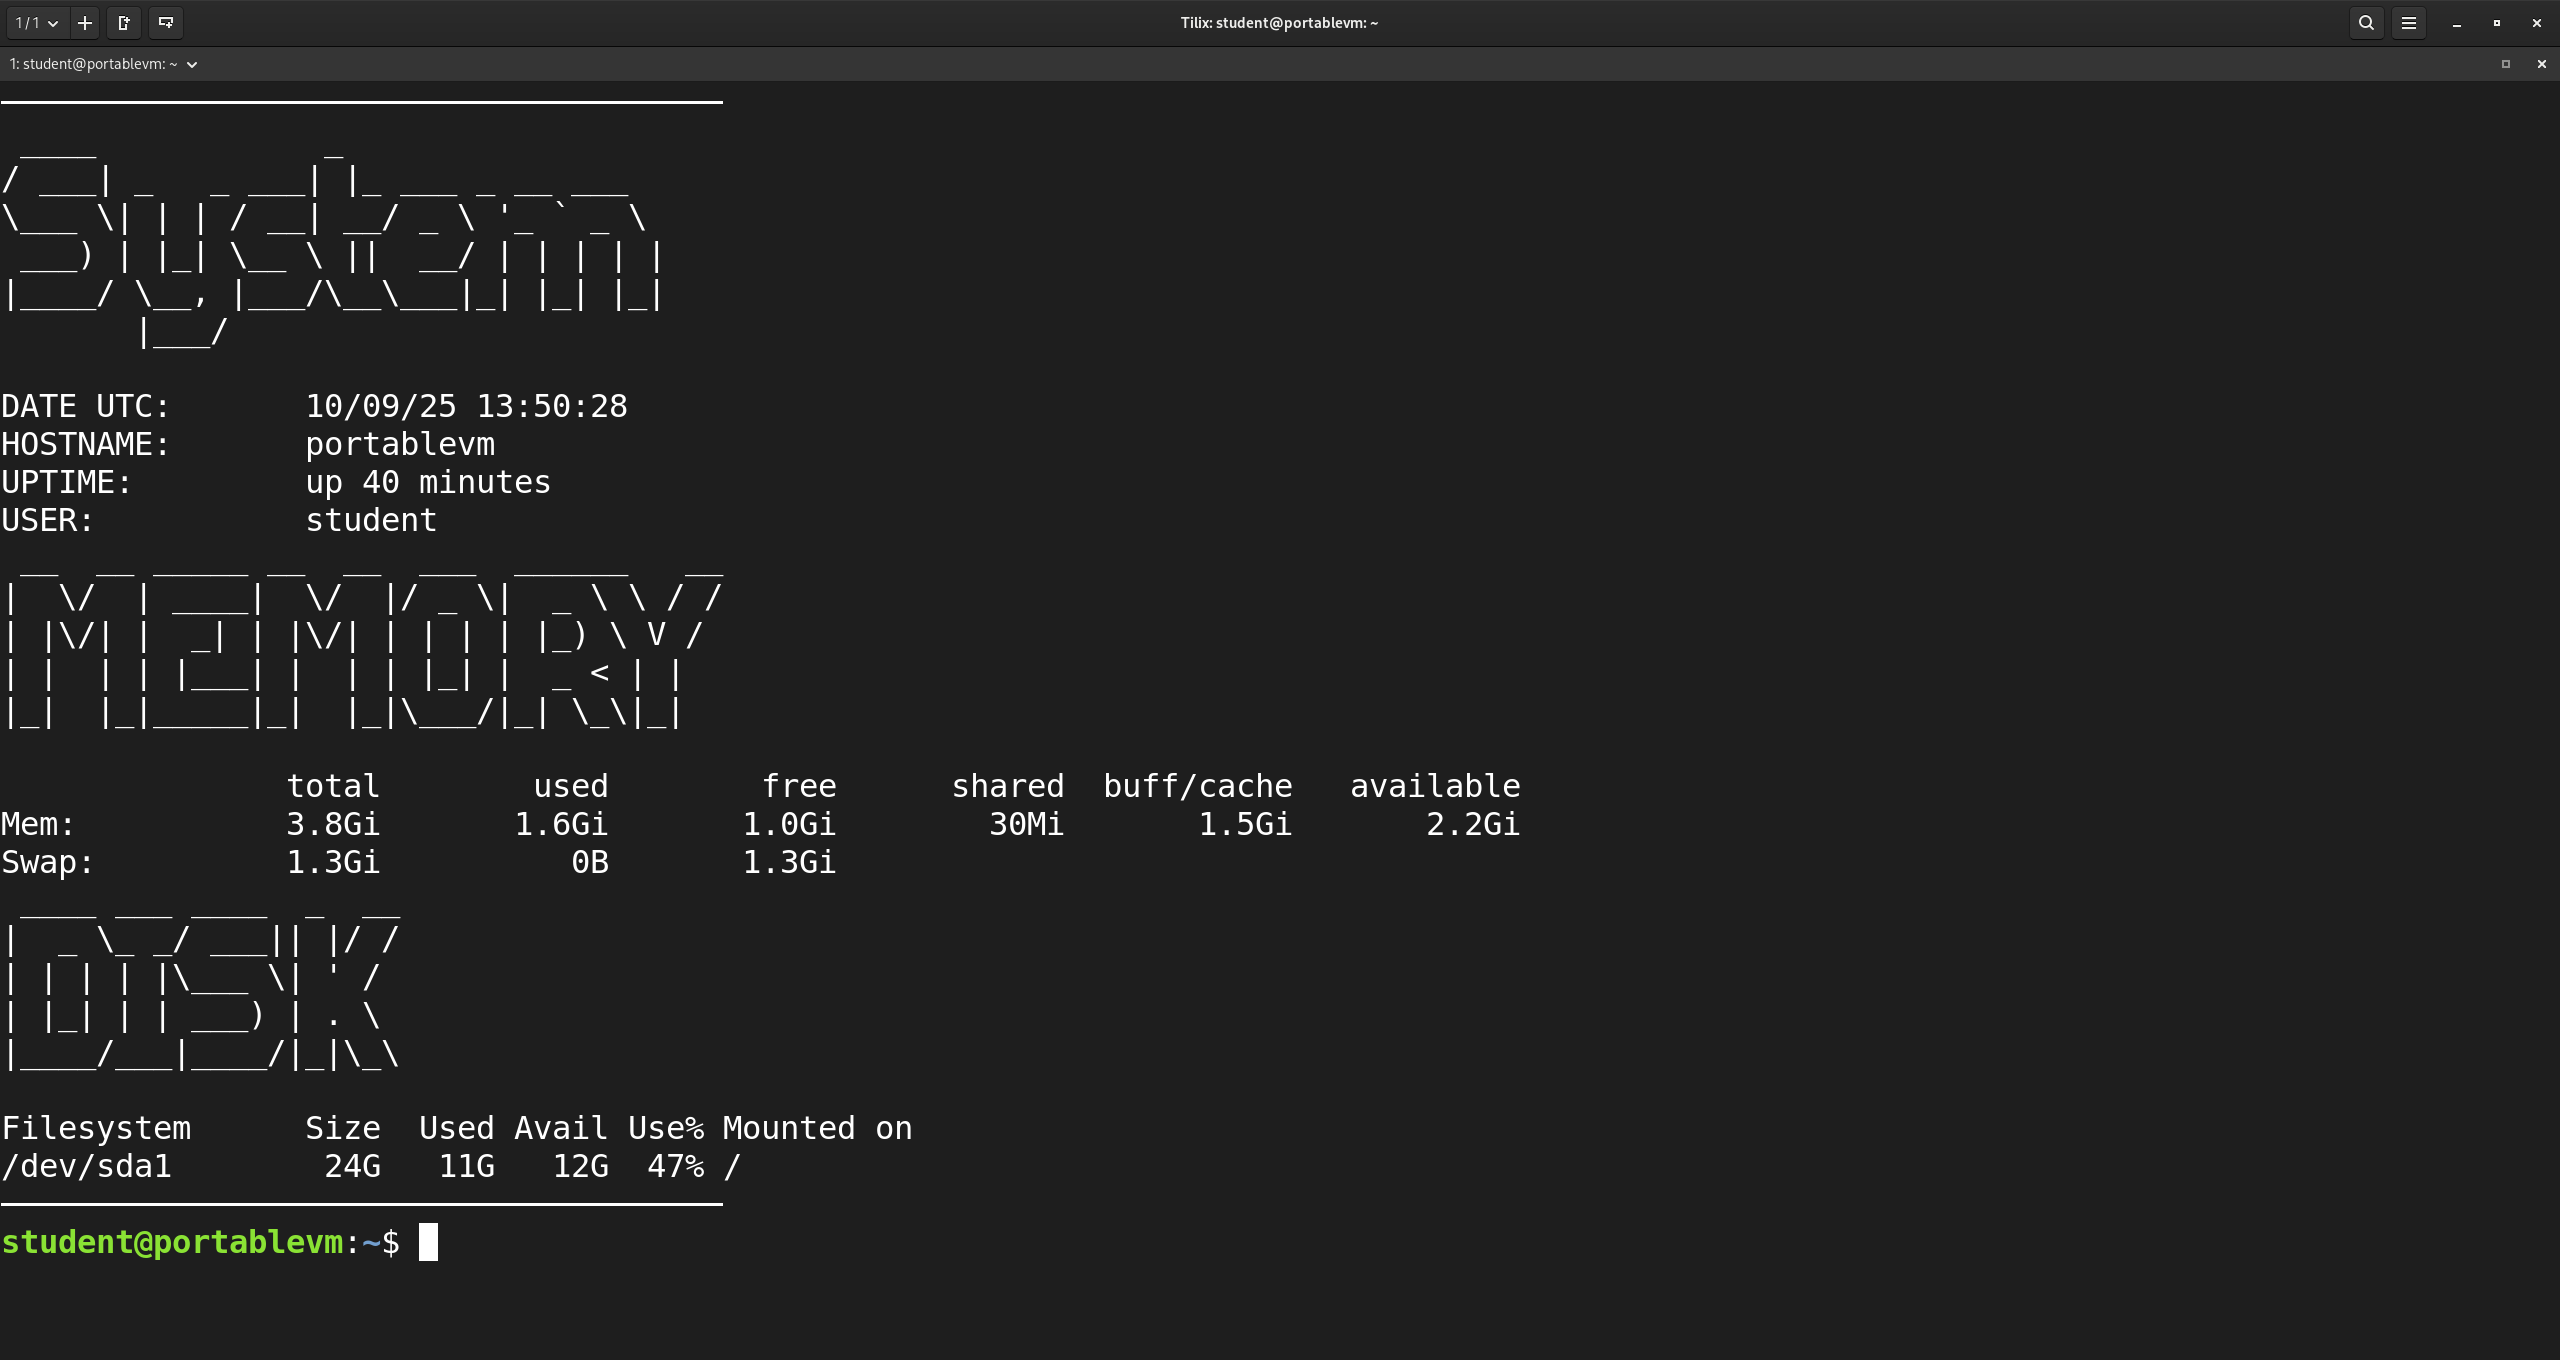 1 / 1
Tilix: student@portablevm: ~
1: student@portablevm: ~
System
DATE UTC: 10/09/25 13:50:28
HOSTNAME: portablevm
UPTIME: up 40 minutes
USER: student
MEMORY
total used free shared buff/cache available
Mem: 3.8Gi 1.6Gi 1.0Gi 30Mi 1.5Gi 2.2Gi
Swap: 1.3Gi 0B 1.3Gi
DISK
Filesystem Size Used Avail Use% Mounted on
/dev/sda1 24G 11G 12G 47% /
student@portablevm:~$